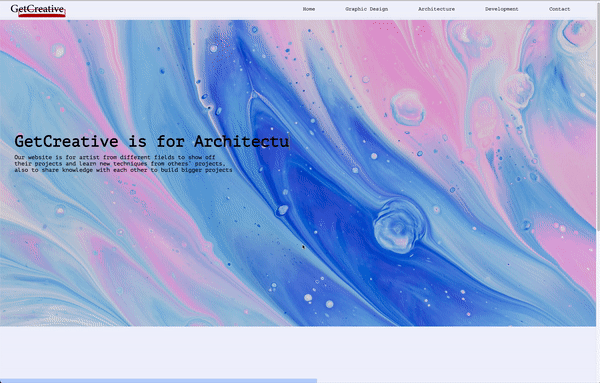 GetCreative
Home Graphic Design Architecture Development Contact
GetCreative is for Architectu
Our website is for artist from different fields to show off
their projects and learn new techniques from others' projects,
also to share knowledge with each other to build bigger projects